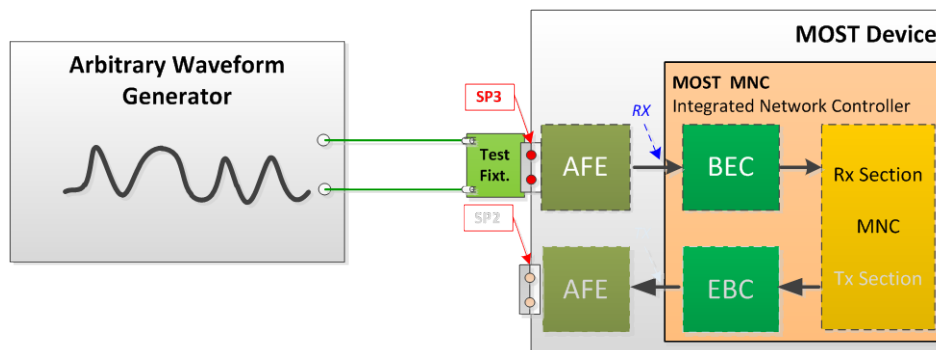 MOST Device
Arbitrary Waveform
Generator
MOST MNC
Integrated Network Controller
SP3
RX
Test
Fixt.
AFE
BEC
Rx Section
MNC
SP2
AFE
EBC
Tx Section